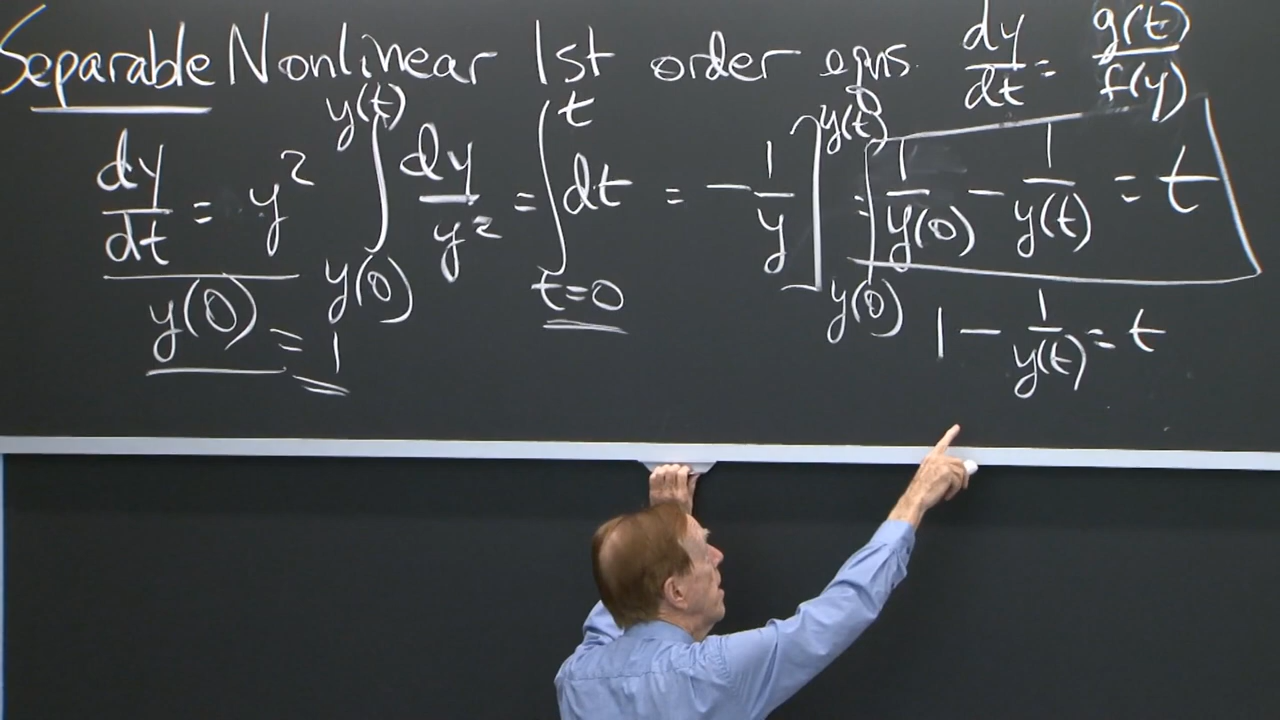 Separable Nonlinear 1st order eqns. dy/dt = g(t)/f(y)
dy/dt = y² ∫_{y(0)}^{y(t)} dy/y² = ∫_{t=0}^{t} dt = -1/y ]_{y(0)}^{y(t)} = 1/y(0) - 1/y(t) = t
y(0) = 1
1 - 1/y(t) = t